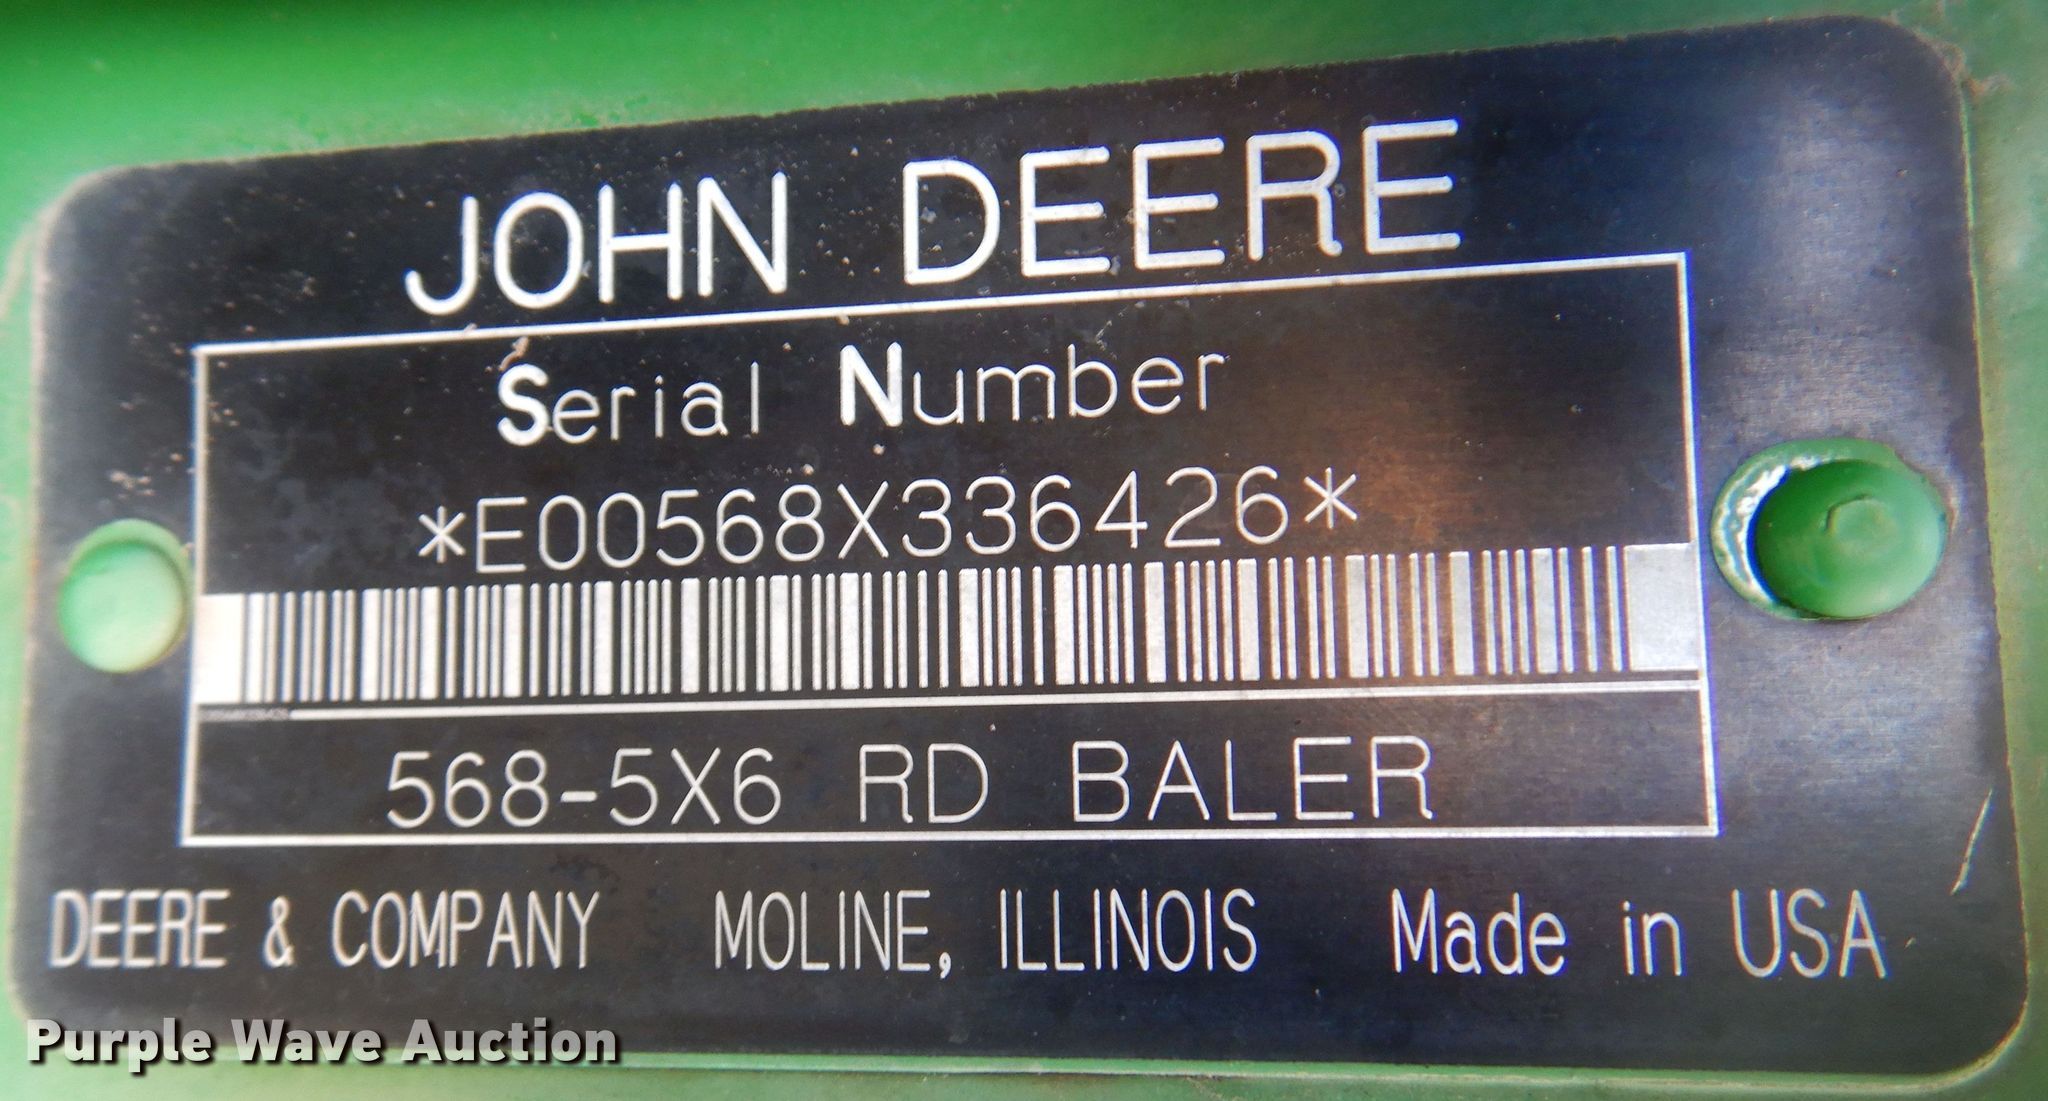 JOHN DEERE
Serial Number
*E00568X336426*
568-5X6 RD BALER
DEERE & COMPANY MOLINE, ILLINOIS Made in USA
Purple Wave Auction